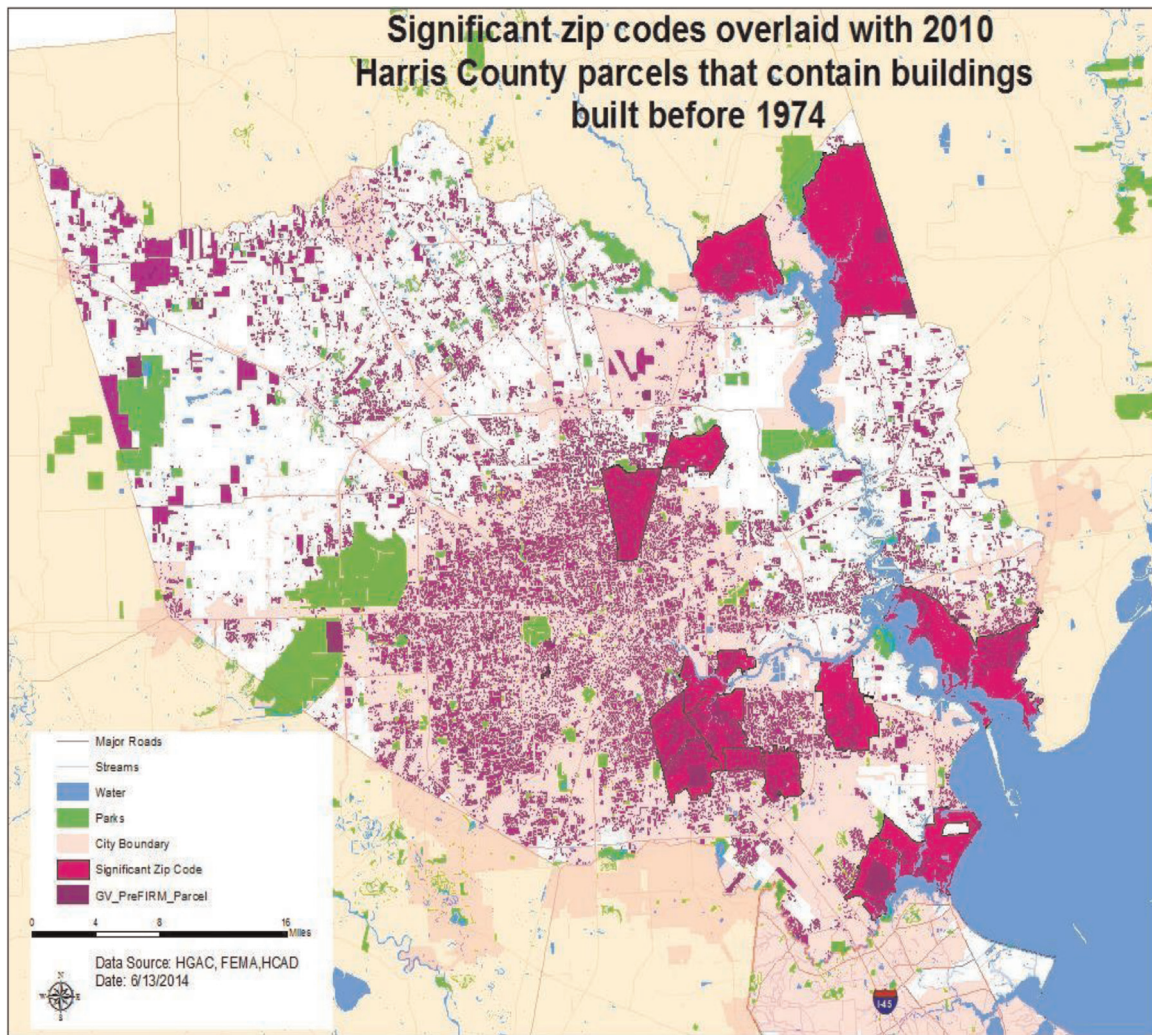 Significant zip codes overlaid with 2010
Harris County parcels that contain buildings
built before 1974
Major Roads
Streams
Water
Parks
City Boundary
Significant Zip Code
GV_PreFIRM_Parcel
0 4 8 16
Miles
Data Source: HGAC, FEMA,HCAD
Date: 6/13/2014
N
W E
S
I-45